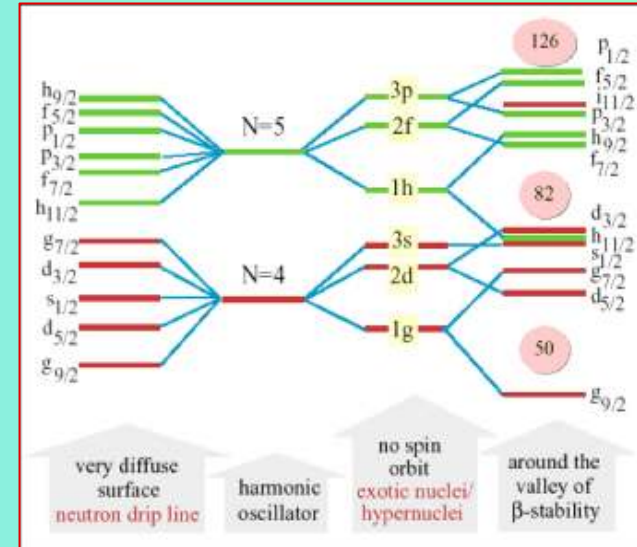 h9/2
f5/2
p1/2
p3/2
f7/2
h11/2
g7/2
d3/2
s1/2
d5/2
g9/2
N=5
N=4
3p
2f
1h
3s
2d
1g
126
82
50
p1/2
f5/2
i11/2
p3/2
h9/2
f7/2
d3/2
h11/2
s1/2
g7/2
d5/2
g9/2
very diffuse
surface
neutron drip line
harmonic
oscillator
no spin
orbit
exotic nuclei/
hypernuclei
around the
valley of
β-stability